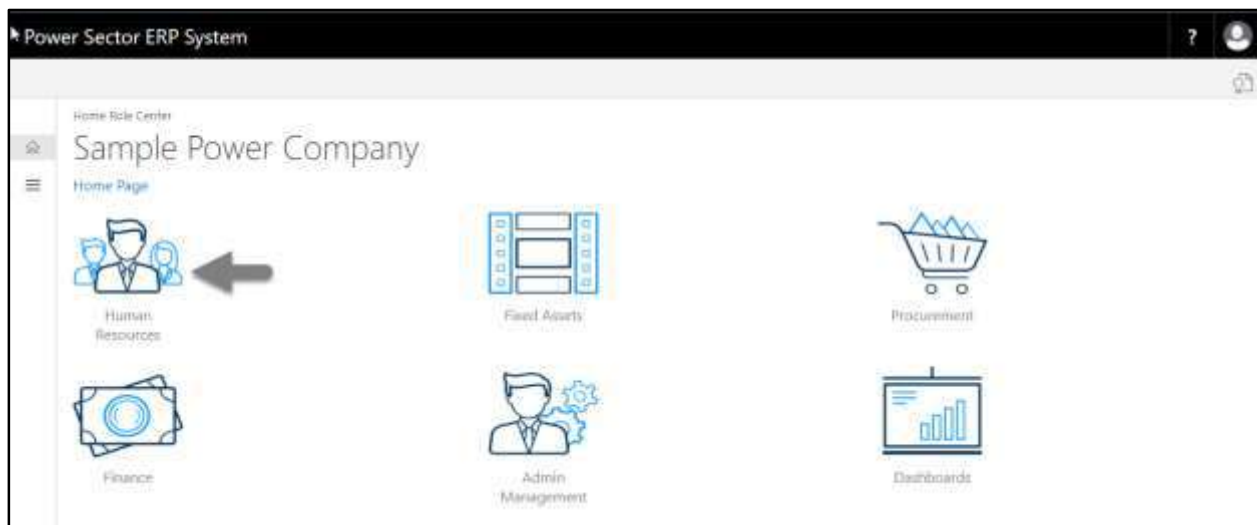 Power Sector ERP System ?
Home Role Center
Sample Power Company
Home Page
Human
Resources
Fixed Assets
Procurement
Finance
Admin
Management
Dashboards